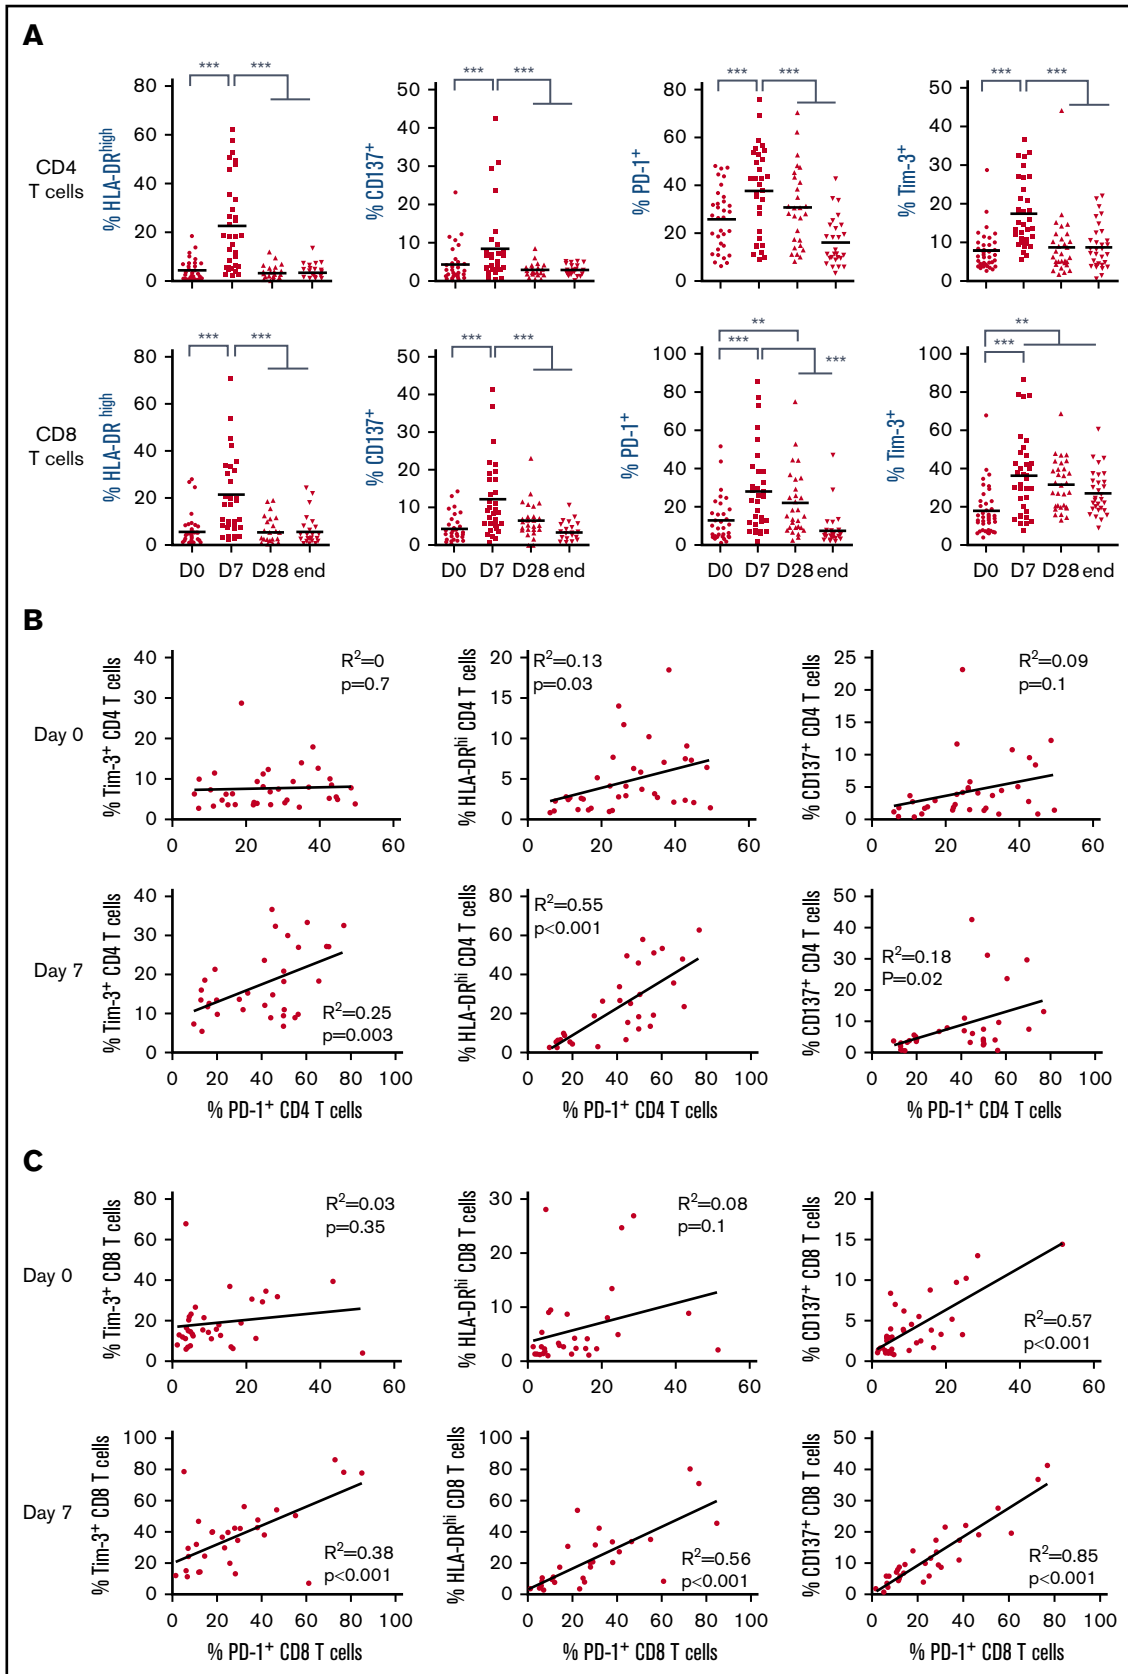 A
*** ***
*** ***
*** ***
*** ***
CD4
T cells
% HLA-DRhigh
80
60
40
20
0
% CD137+
50
40
30
20
10
0
% PD-1+
80
60
40
20
0
% Tim-3+
50
40
30
20
10
0
*** ***
*** ***
**
*** ***
**
***
CD8
T cells
% HLA-DR high
80
60
40
20
0
% CD137+
50
40
30
20
10
0
% PD-1+
100
80
60
40
20
0
% Tim-3+
100
80
60
40
20
0
D0 D7 D28 end
D0 D7 D28 end
D0 D7 D28 end
D0 D7 D28 end
B
Day 0
% Tim-3+ CD4 T cells
40
30
20
10
0
R2=0
p=0.7
0 20 40 60
% HLA-DRhi CD4 T cells
20
15
10
5
0
R2=0.13
p=0.03
0 20 40 60
% CD137+ CD4 T cells
25
20
15
10
5
0
R2=0.09
p=0.1
0 20 40 60
Day 7
% Tim-3+ CD4 T cells
40
30
20
10
0
R2=0.25
p=0.003
0 20 40 60 80 100
% PD-1+ CD4 T cells
% HLA-DRhi CD4 T cells
80
60
40
20
0
R2=0.55
p<0.001
0 20 40 60 80 100
% PD-1+ CD4 T cells
% CD137+ CD4 T cells
50
40
30
20
10
0
R2=0.18
P=0.02
0 20 40 60 80 100
% PD-1+ CD4 T cells
C
Day 0
% Tim-3+ CD8 T cells
80
60
40
20
0
R2=0.03
p=0.35
0 20 40 60
% HLA-DRhi CD8 T cells
30
20
10
0
R2=0.08
p=0.1
0 20 40 60
% CD137+ CD8 T cells
20
15
10
5
0
R2=0.57
p<0.001
0 20 40 60
Day 7
% Tim-3+ CD8 T cells
100
80
60
40
20
0
R2=0.38
p<0.001
0 20 40 60 80 100
% PD-1+ CD8 T cells
% HLA-DRhi CD8 T cells
100
80
60
40
20
0
R2=0.56
p<0.001
0 20 40 60 80 100
% PD-1+ CD8 T cells
% CD137+ CD8 T cells
50
40
30
20
10
0
R2=0.85
p<0.001
0 20 40 60 80 100
% PD-1+ CD8 T cells